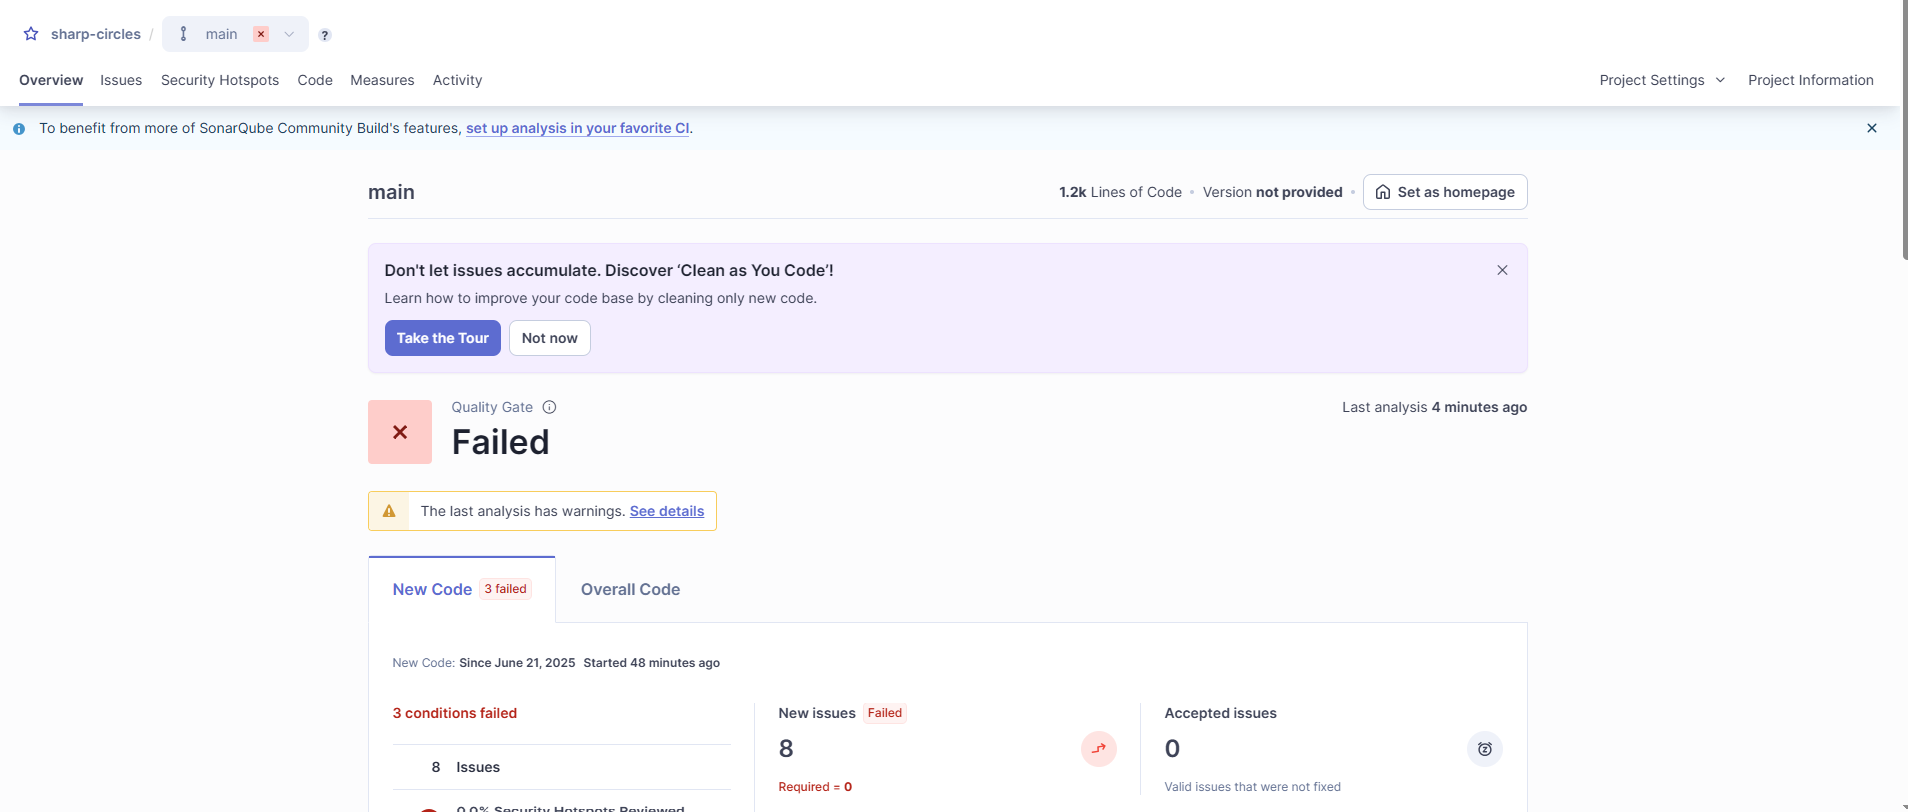 sharp-circles / main ?
Overview Issues Security Hotspots Code Measures Activity Project Settings Project Information
To benefit from more of SonarQube Community Build's features, set up analysis in your favorite CI.
main 1.2k Lines of Code • Version not provided • Set as homepage
Don't let issues accumulate. Discover ‘Clean as You Code’!
Learn how to improve your code base by cleaning only new code.
Take the Tour Not now
Quality Gate Last analysis 4 minutes ago
Failed
The last analysis has warnings. See details
New Code 3 failed Overall Code
New Code: Since June 21, 2025 Started 48 minutes ago
3 conditions failed
8 Issues
0.0% Security Hotspots Reviewed
New issues Failed
8
Required = 0
Accepted issues
0
Valid issues that were not fixed